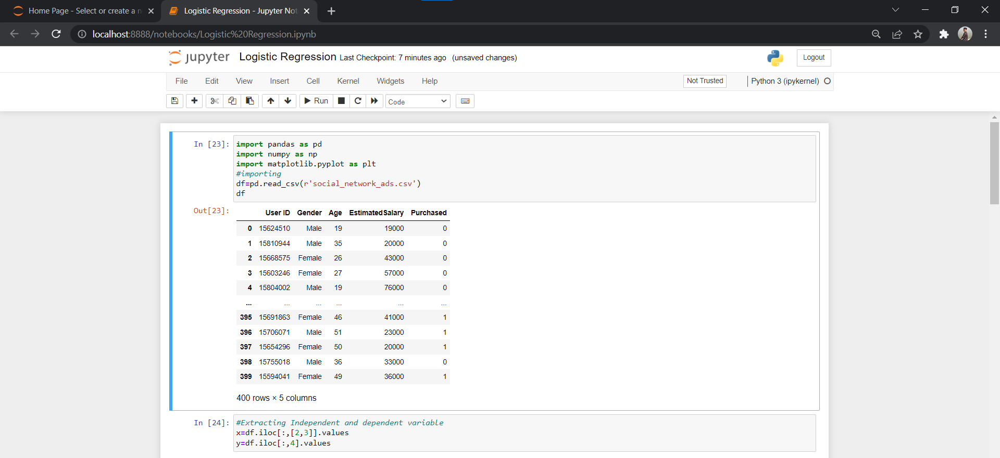 Home Page - Select or create a n
Logistic Regression - Jupyter Not
localhost:8888/notebooks/Logistic%20Regression.ipynb
jupyter Logistic Regression Last Checkpoint: 7 minutes ago (unsaved changes)
Logout
File Edit View Insert Cell Kernel Widgets Help
Not Trusted
Python 3 (ipykernel)
Run
Code
In [23]: import pandas as pd
import numpy as np
import matplotlib.pyplot as plt
#importing
df=pd.read_csv(r'social_network_ads.csv')
df
Out[23]:
User ID Gender Age EstimatedSalary Purchased
0 15624510 Male 19 19000 0
1 15810944 Male 35 20000 0
2 15668575 Female 26 43000 0
3 15603246 Female 27 57000 0
4 15804002 Male 19 76000 0
... ... ... ... ... ...
395 15691863 Female 46 41000 1
396 15706071 Male 51 23000 1
397 15654296 Female 50 20000 1
398 15755018 Male 36 33000 0
399 15594041 Female 49 36000 1
400 rows × 5 columns
In [24]: #Extracting Independent and dependent variable
x=df.iloc[:,[2,3]].values
y=df.iloc[:,4].values